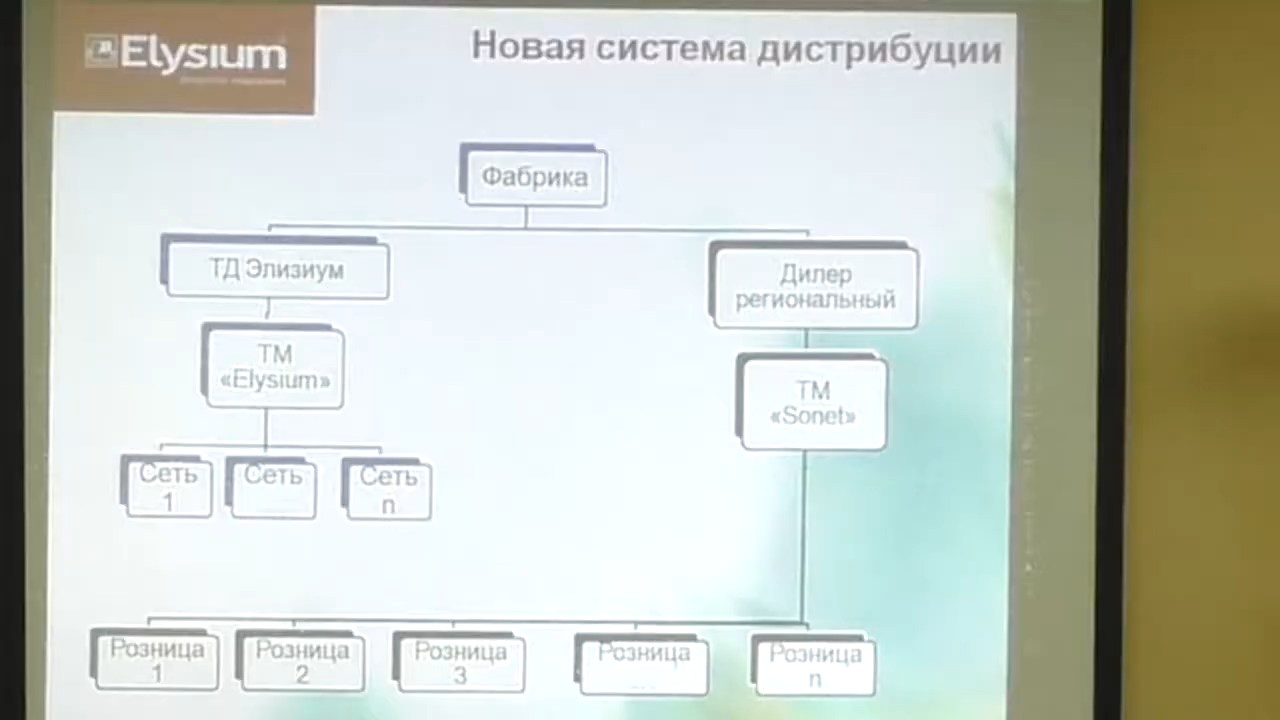 Elysium
Новая система дистрибуции
Фабрика
ТД Элизиум
Дилер
региональный
ТМ
«Elysium»
ТМ
«Sonet»
Сеть
1
Сеть
Сеть
n
Розница
1
Розница
2
Розница
3
Розница
...
Розница
n